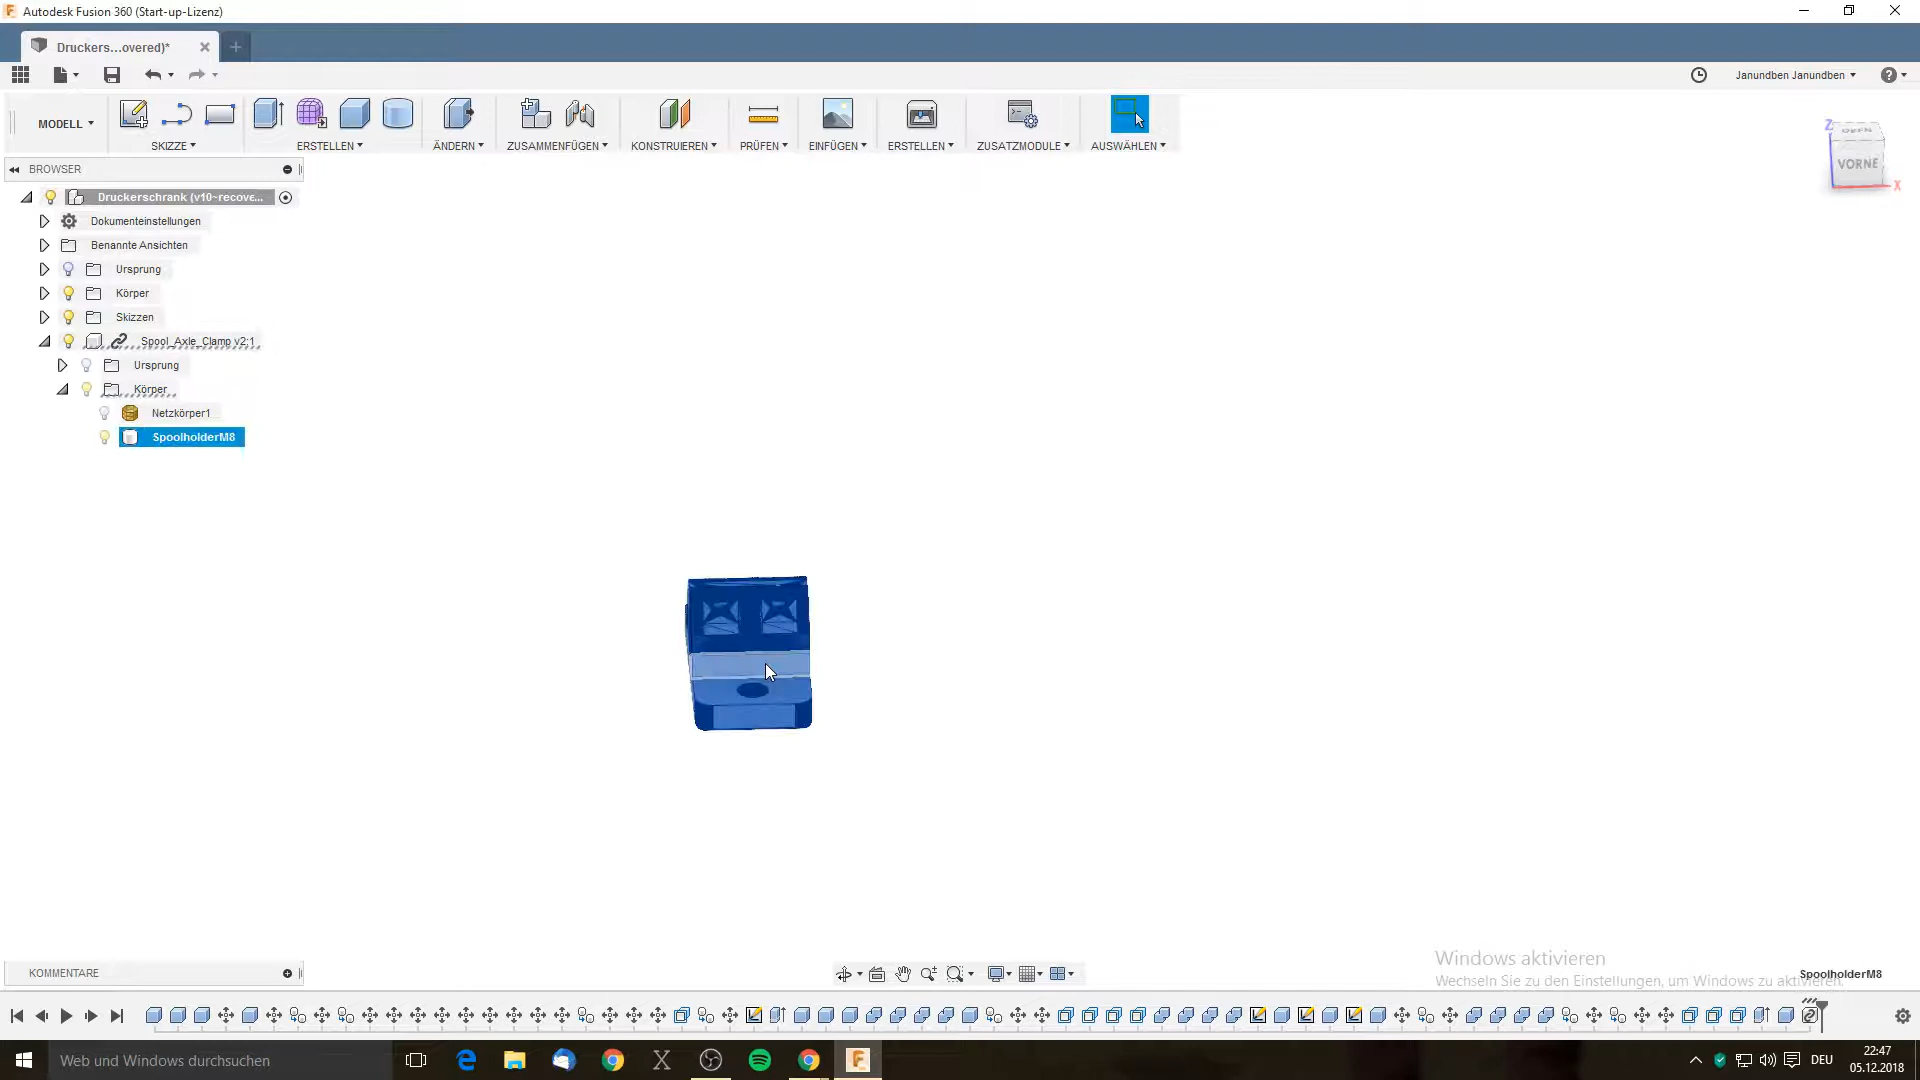 Autodesk Fusion 360 (Start-up-Lizenz)
Druckers...overed)*
Janundben Janundben
MODELL
SKIZZE
ERSTELLEN
ÄNDERN
ZUSAMMENFÜGEN
KONSTRUIEREN
PRÜFEN
EINFÜGEN
ERSTELLEN
ZUSATZMODULE
AUSWÄHLEN
Z
OBEN
VORNE
X
BROWSER
Druckerschrank (v10~recove...
Dokumenteinstellungen
Benannte Ansichten
Ursprung
Körper
Skizzen
Spool_Axle_Clamp v2:1
Ursprung
Körper
Netzkörper1
SpoolholderM8
Windows aktivieren
Wechseln Sie zu den Einstellungen, um Windows zu aktivieren.
SpoolholderM8
KOMMENTARE
Web und Windows durchsuchen
DEU
22:47
05.12.2018